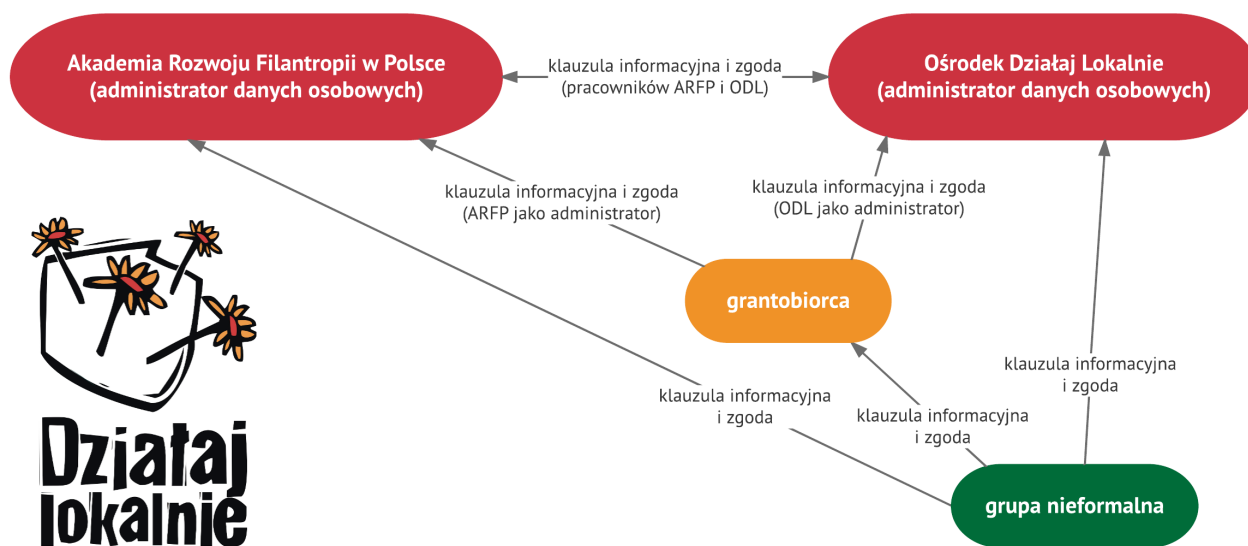 Akademia Rozwoju Filantropii w Polsce
(administrator danych osobowych)
klauzula informacyjna i zgoda
(pracowników ARFP i ODL)
Ośrodek Działaj Lokalnie
(administrator danych osobowych)
klauzula informacyjna i zgoda
(ARFP jako administrator)
klauzula informacyjna i zgoda
(ODL jako administrator)
grantobiorca
klauzula informacyjna
i zgoda
klauzula informacyjna
i zgoda
klauzula informacyjna
i zgoda
grupa nieformalna
Działaj
lokalnie